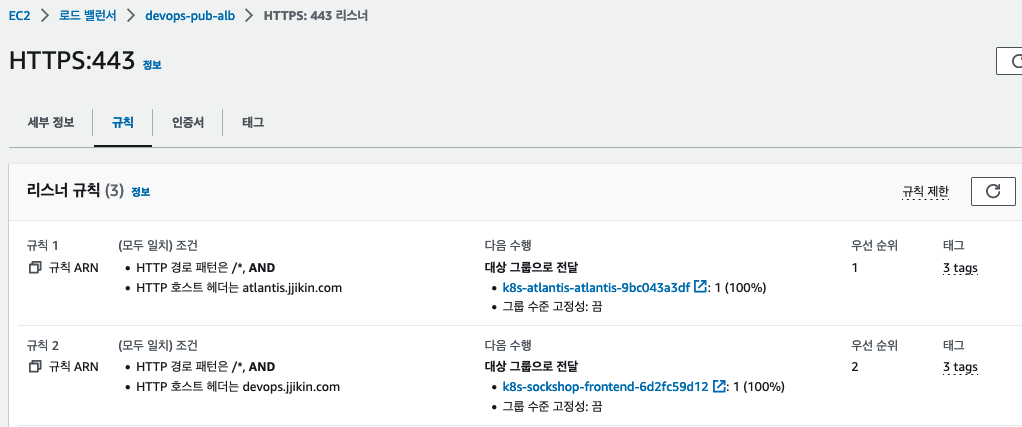 EC2 > 로드 밸런서 > devops-pub-alb > HTTPS: 443 리스너
HTTPS:443 정보
세부 정보 규칙 인증서 태그
리스너 규칙 (3) 정보 규칙 제한
규칙 1 (모두 일치) 조건 다음 수행 우선 순위 태그
규칙 ARN • HTTP 경로 패턴은 /*, AND 대상 그룹으로 전달 1 3 tags
• HTTP 호스트 헤더는 atlantis.jjikin.com • k8s-atlantis-atlantis-9bc043a3df: 1 (100%)
• 그룹 수준 고정성: 끔
규칙 2 (모두 일치) 조건 다음 수행 우선 순위 태그
규칙 ARN • HTTP 경로 패턴은 /*, AND 대상 그룹으로 전달 2 3 tags
• HTTP 호스트 헤더는 devops.jjikin.com • k8s-sockshop-frontend-6d2fc59d12: 1 (100%)
• 그룹 수준 고정성: 끔